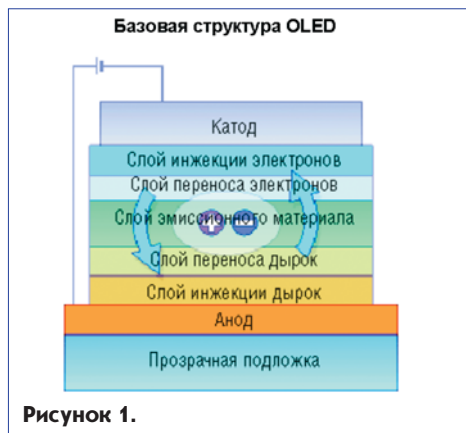 Базовая структура OLED
Катод
Слой инжекции электронов
Слой переноса электронов
Слой эмиссионного материала
+ −
Слой переноса дырок
Слой инжекции дырок
Анод
Прозрачная подложка
Рисунок 1.